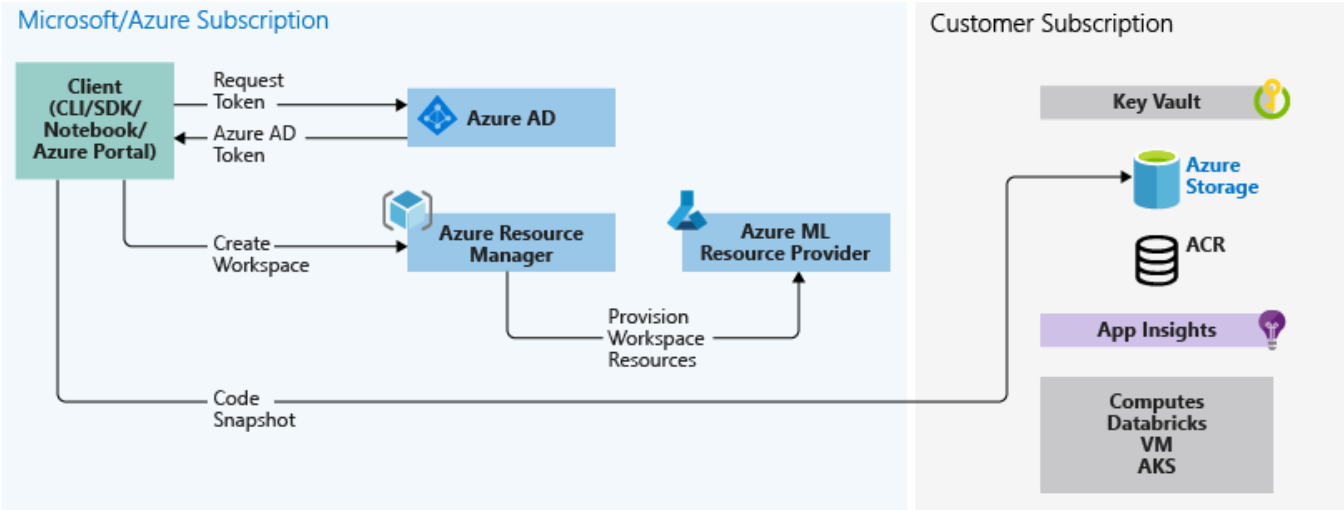 Microsoft/Azure Subscription
Customer Subscription
Client
(CLI/SDK/
Notebook/
Azure Portal)
Request
Token
Azure AD
Token
Azure AD
Create
Workspace
Azure Resource
Manager
Azure ML
Resource Provider
Provision
Workspace
Resources
Code
Snapshot
Key Vault
Azure
Storage
ACR
App Insights
Computes
Databricks
VM
AKS